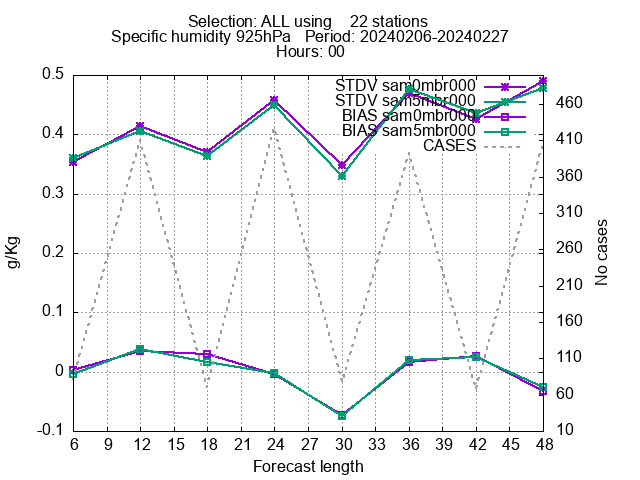 Selection: ALL using 22 stations
Specific humidity 925hPa Period: 20240206-20240227
Hours: 00
STDV sam0mbr000
STDV sam5mbr000
BIAS sam0mbr000
BIAS sam5mbr000
CASES
0.5
0.4
0.3
0.2
0.1
0
-0.1
g/Kg
460
410
360
310
260
210
160
110
60
10
No cases
6 9 12 15 18 21 24 27 30 33 36 39 42 45 48
Forecast length